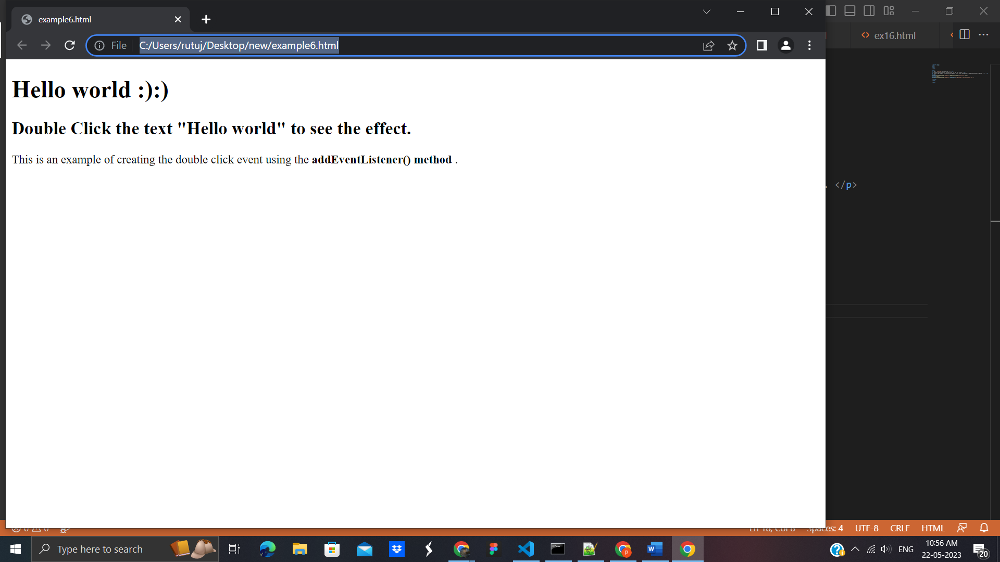 example6.html
File C:/Users/rutuj/Desktop/new/example6.html
ex16.html
Hello world :):)
Double Click the text "Hello world" to see the effect.
This is an example of creating the double click event using the addEventListener() method .
. </p>
Spaces: 4 UTF-8 CRLF HTML
Type here to search
ENG
10:56 AM
22-05-2023
20